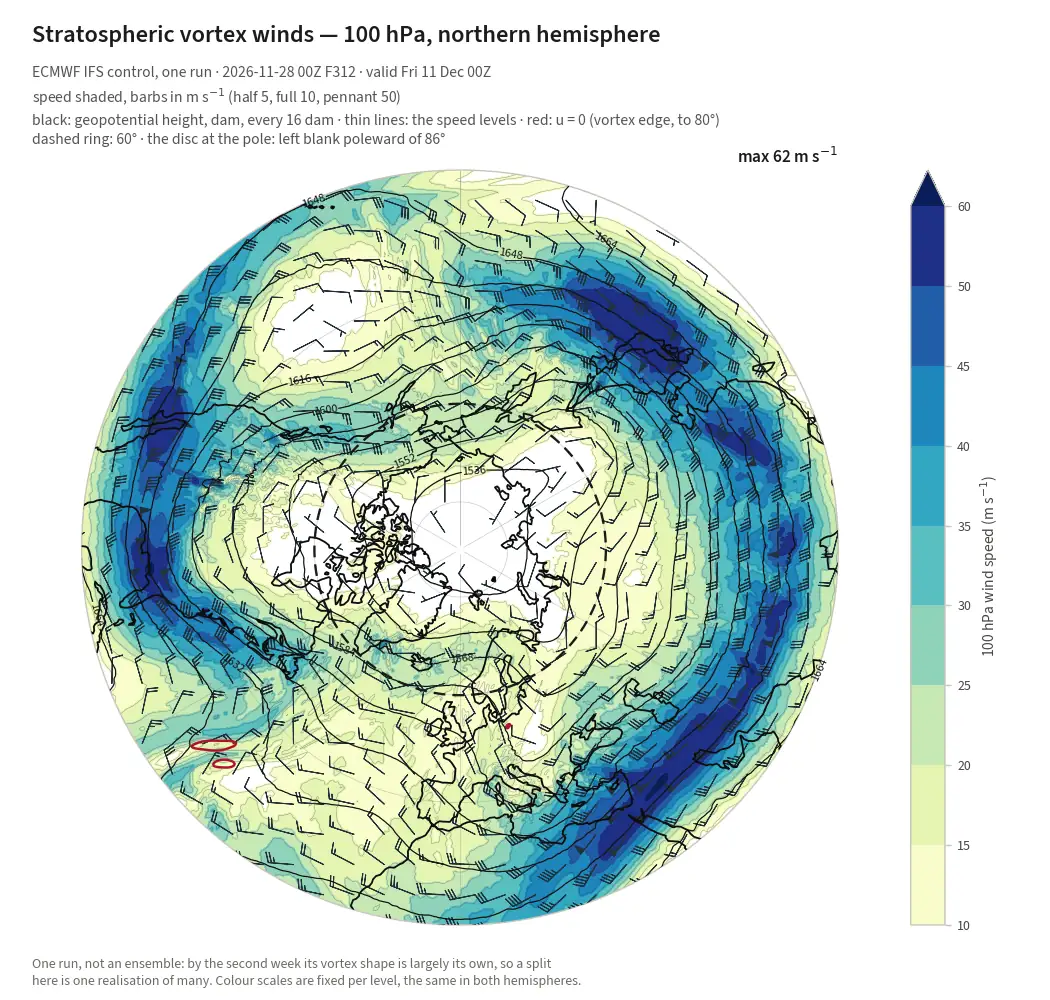 Stratospheric vortex winds — 100 hPa, northern hemisphere
ECMWF IFS control, one run · 2026-11-28 00Z F312 · valid Fri 11 Dec 00Z
speed shaded, barbs in m s⁻¹ (half 5, full 10, pennant 50)
black: geopotential height, dam, every 16 dam · thin lines: the speed levels · red: u = 0 (vortex edge, to 80°)
dashed ring: 60° · the disc at the pole: left blank poleward of 86°
max 62 m s⁻¹
1648
1664
1648
1616
1600
1552
1536
1568
1632
1664
60
50
45
40
35
30
25
20
15
10
100 hPa wind speed (m s⁻¹)
One run, not an ensemble: by the second week its vortex shape is largely its own, so a split
here is one realisation of many. Colour scales are fixed per level, the same in both hemispheres.